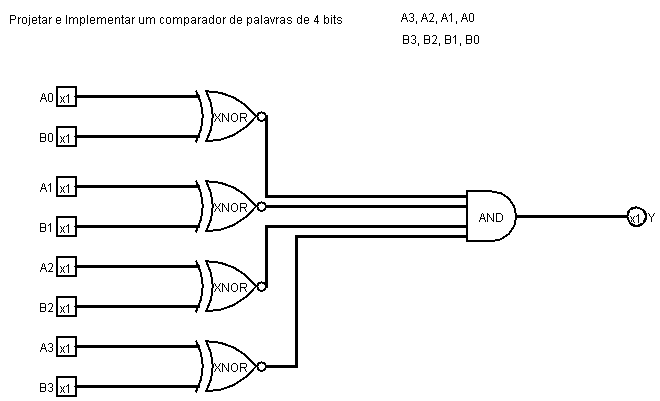 Projetar e Implementar um comparador de palavras de 4 bits
A3, A2, A1, A0
B3, B2, B1, B0
A0 x1
XNOR
B0 x1
A1 x1
XNOR
B1 x1
AND
x1 Y
A2 x1
XNOR
B2 x1
A3 x1
XNOR
B3 x1